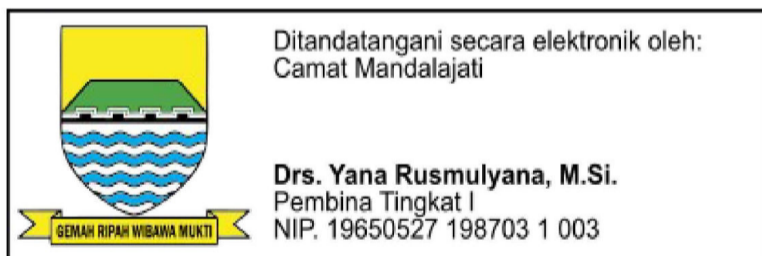 Ditandatangani secara elektronik oleh:
Camat Mandalajati
Drs. Yana Rusmulyana, M.Si.
Pembina Tingkat I
NIP. 19650527 198703 1 003
GEMAH RIPAH WIBAWA MUKTI